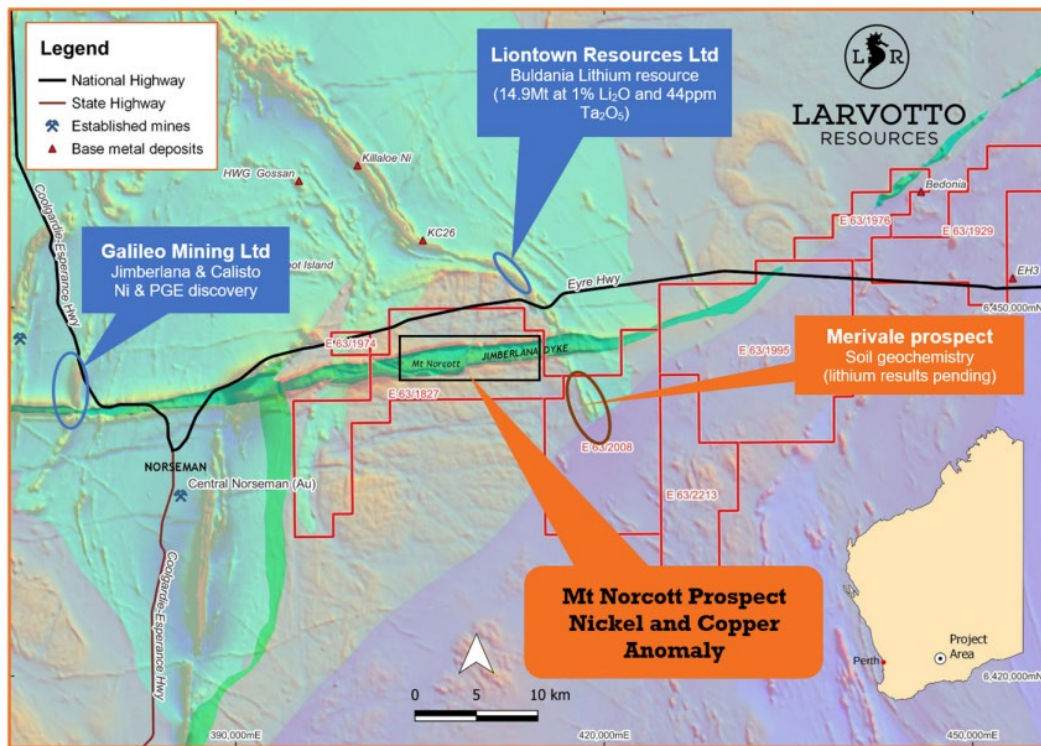 Legend
National Highway
State Highway
Established mines
Base metal deposits
Liontown Resources Ltd
Buldania Lithium resource
(14.9Mt at 1% Li₂O and 44ppm
Ta₂O₅)
L R
LARVOTTO
RESOURCES
Killaloe Ni
HWG Gossan
KC26
Bedonia
E 63/1976
E 63/1929
EH3
Coolgardie-Esperance Hwy
Galileo Mining Ltd
Jimberlana & Calisto
Ni & PGE discovery
Island
Eyre Hwy
6,450,000mN
Merivale prospect
Soil geochemistry
(lithium results pending)
E 63/1974
Mt Norcott
JIMBERLANA DYKE
E 63/1995
E 63/1827
E 63/2008
NORSEMAN
Central Norseman (Au)
E 63/2213
Coolgardie-Esperance Hwy
Mt Norcott Prospect
Nickel and Copper
Anomaly
Perth
Project
Area
6,420,000mN
0 5 10 km
390,000mE
420,000mE
450,000mE